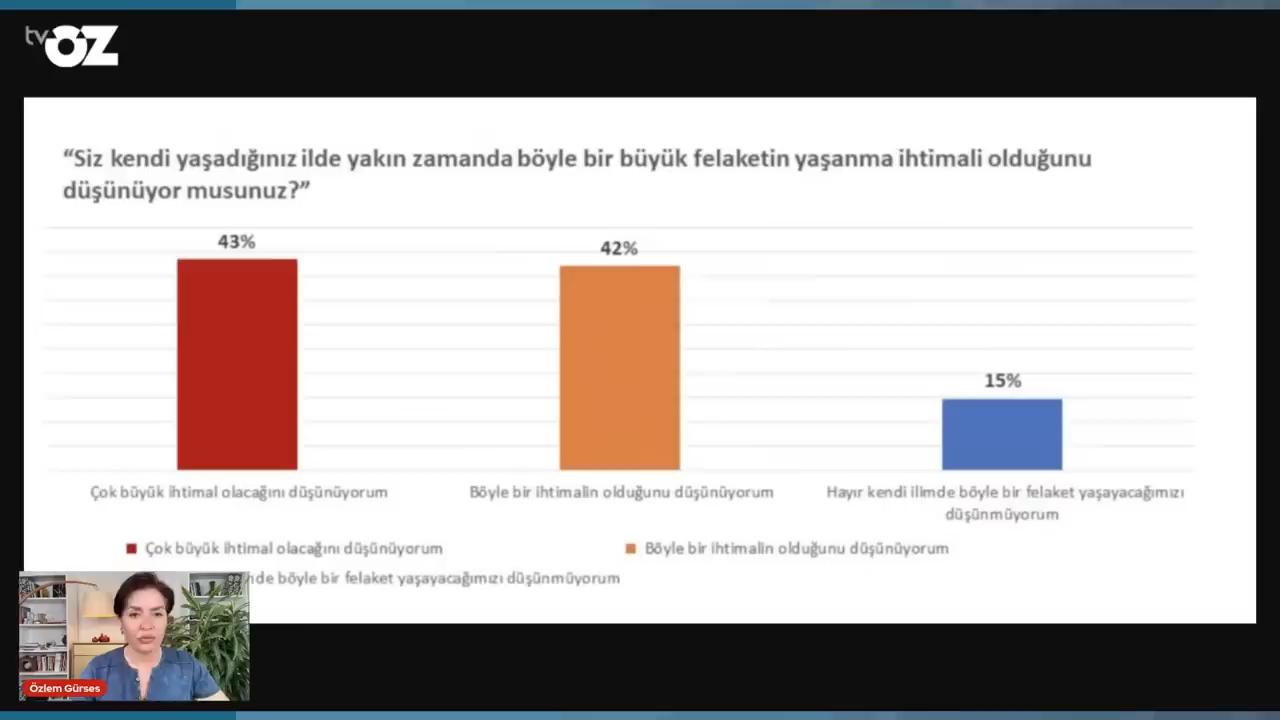 tv ÖZ
“Siz kendi yaşadığınız ilde yakın zamanda böyle bir büyük felaketin yaşanma ihtimali olduğunu
düşünüyor musunuz?”
43%
42%
15%
Çok büyük ihtimal olacağını düşünüyorum
Böyle bir ihtimalin olduğunu düşünüyorum
Hayır kendi ilimde böyle bir felaket yaşayacağımızı
düşünmüyorum
Çok büyük ihtimal olacağını düşünüyorum
Böyle bir ihtimalin olduğunu düşünüyorum
böyle bir felaket yaşayacağımızı düşünmüyorum
Özlem Gürses